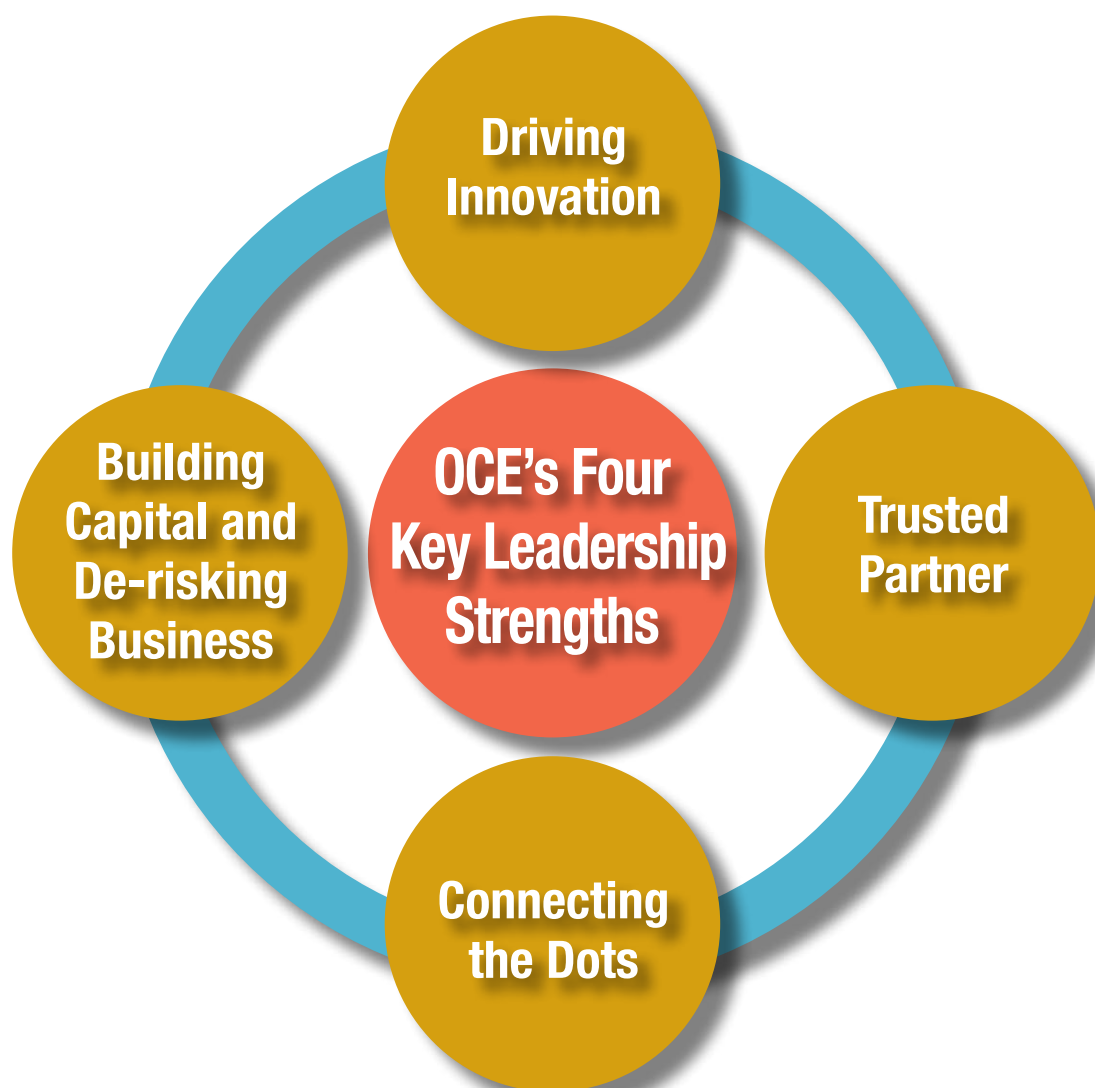 Driving
Innovation
Building
Capital and
De-risking
Business
OCE’s Four
Key Leadership
Strengths
Trusted
Partner
Connecting
the Dots